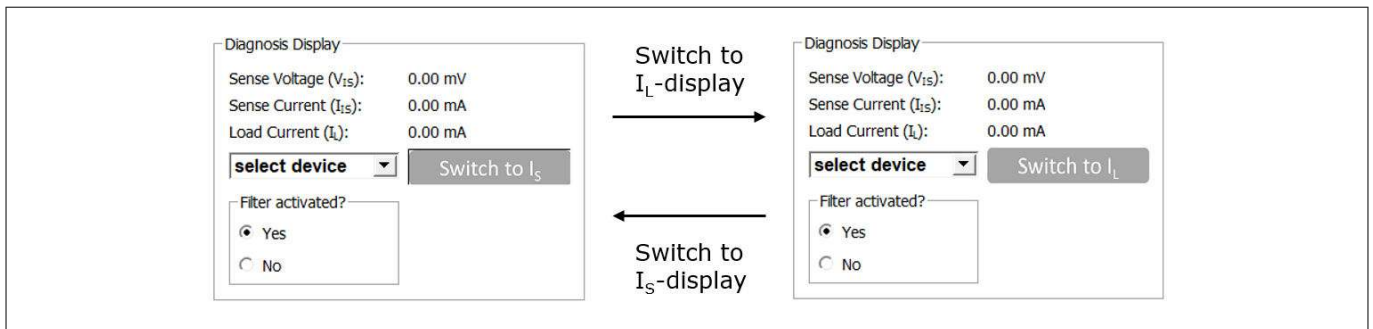 Diagnosis Display
Sense Voltage (V_IS): 0.00 mV
Sense Current (I_IS): 0.00 mA
Load Current (I_L): 0.00 mA
select device Switch to I_S
Filter activated?
Yes
No
Switch to
I_L-display
Switch to
I_S-display
Diagnosis Display
Sense Voltage (V_IS): 0.00 mV
Sense Current (I_IS): 0.00 mA
Load Current (I_L): 0.00 mA
select device Switch to I_L
Filter activated?
Yes
No